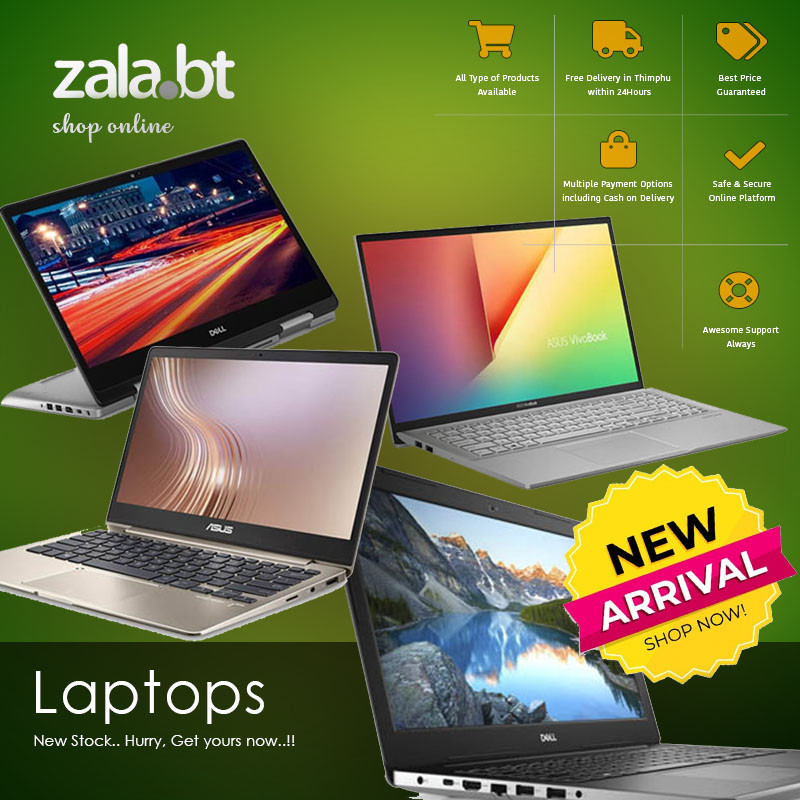 zala.bt
shop online
All Type of Products
Available
Free Delivery in Thimphu
within 24Hours
Best Price
Guaranteed
Multiple Payment Options
including Cash on Delivery
Safe & Secure
Online Platform
Awesome Support
Always
DELL
ASUS VivoBook
ASUS
NEW
ARRIVAL
SHOP NOW!
Laptops
New Stock.. Hurry, Get yours now..!!
DELL